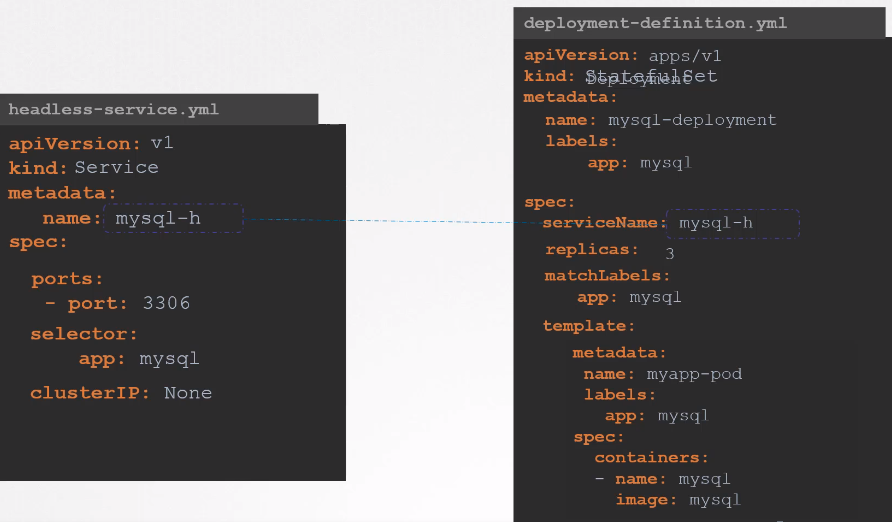 headless-service.yml
apiVersion: v1
kind: Service
metadata:
name: mysql-h
spec:
ports:
- port: 3306
selector:
app: mysql
clusterIP: None
deployment-definition.yml
apiVersion: apps/v1
kind: StatefulSet
Deployment
metadata:
name: mysql-deployment
labels:
app: mysql
spec:
serviceName: mysql-h
replicas: 3
matchLabels:
app: mysql
template:
metadata:
name: myapp-pod
labels:
app: mysql
spec:
containers:
- name: mysql
image: mysql